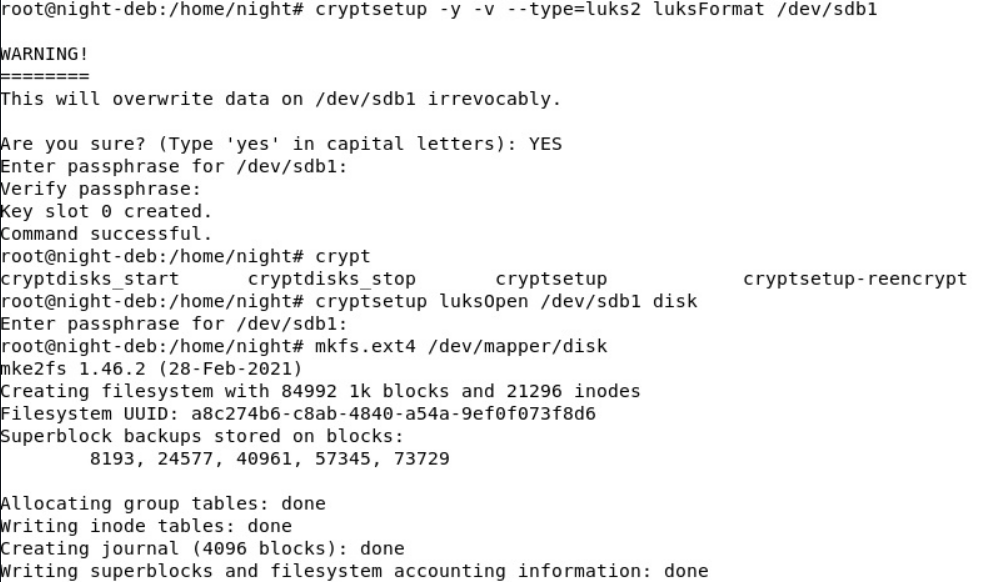 root@night-deb:/home/night# cryptsetup -y -v --type=luks2 luksFormat /dev/sdb1
WARNING!
========
This will overwrite data on /dev/sdb1 irrevocably.
Are you sure? (Type 'yes' in capital letters): YES
Enter passphrase for /dev/sdb1:
Verify passphrase:
Key slot 0 created.
Command successful.
root@night-deb:/home/night# crypt
cryptdisks_start      cryptdisks_stop       cryptsetup            cryptsetup-reencrypt
root@night-deb:/home/night# cryptsetup luksOpen /dev/sdb1 disk
Enter passphrase for /dev/sdb1:
root@night-deb:/home/night# mkfs.ext4 /dev/mapper/disk
mke2fs 1.46.2 (28-Feb-2021)
Creating filesystem with 84992 1k blocks and 21296 inodes
Filesystem UUID: a8c274b6-c8ab-4840-a54a-9ef0f073f8d6
Superblock backups stored on blocks:
        8193, 24577, 40961, 57345, 73729
Allocating group tables: done
Writing inode tables: done
Creating journal (4096 blocks): done
Writing superblocks and filesystem accounting information: done